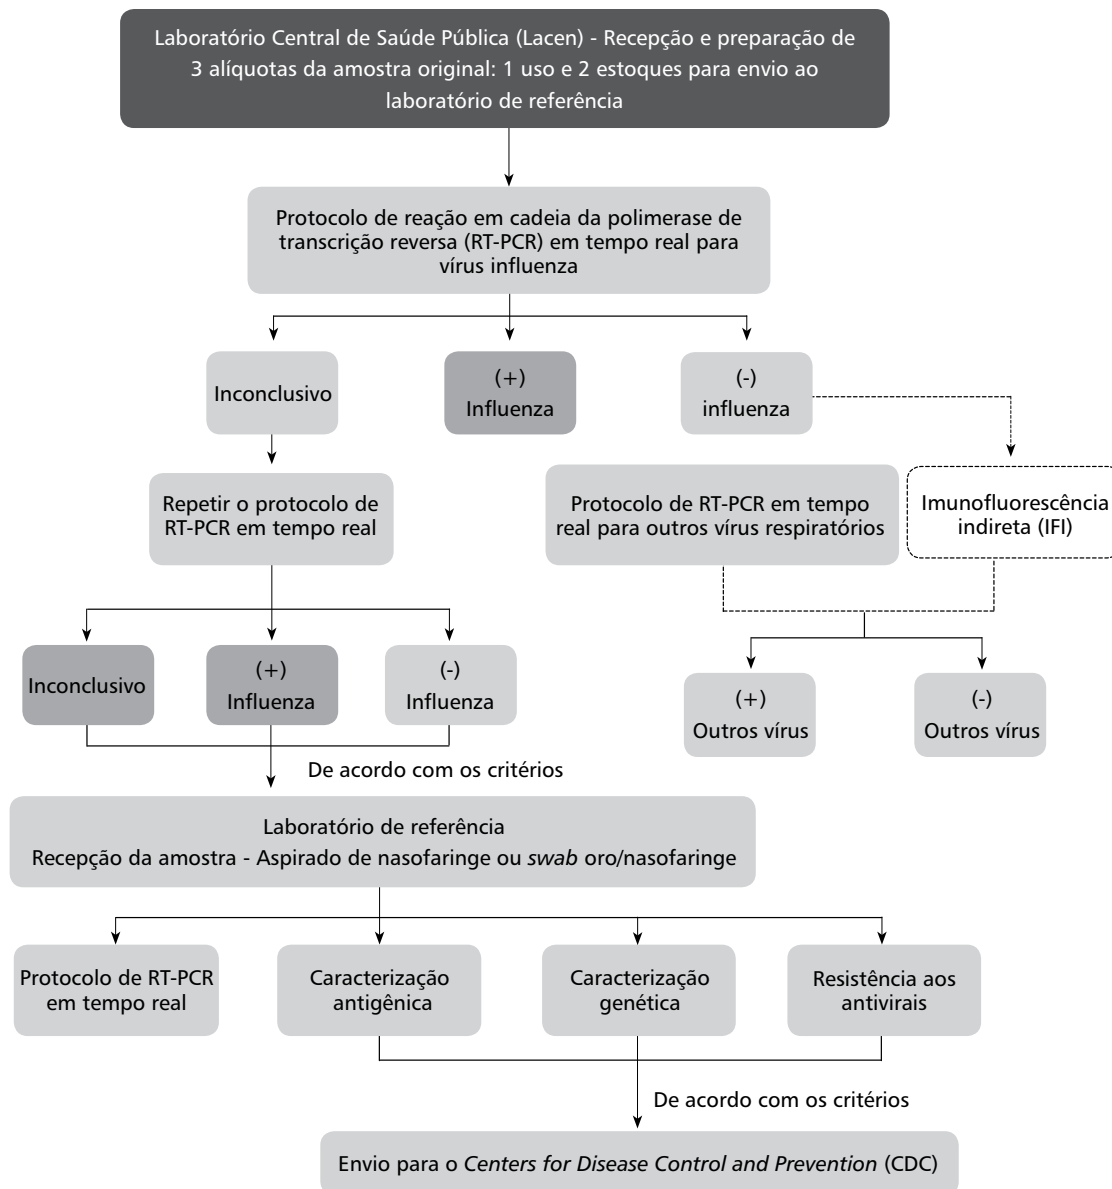 Laboratório Central de Saúde Pública (Lacen) - Recepção e preparação de
3 alíquotas da amostra original: 1 uso e 2 estoques para envio ao
laboratório de referência
Protocolo de reação em cadeia da polimerase de
transcrição reversa (RT-PCR) em tempo real para
vírus influenza
Inconclusivo
(+)
Influenza
(-)
influenza
Repetir o protocolo de
RT-PCR em tempo real
Protocolo de RT-PCR em tempo
real para outros vírus respiratórios
Imunofluorescência
indireta (IFI)
Inconclusivo
(+)
Influenza
(-)
Influenza
(+)
Outros vírus
(-)
Outros vírus
De acordo com os critérios
Laboratório de referência
Recepção da amostra - Aspirado de nasofaringe ou swab oro/nasofaringe
Protocolo de RT-PCR
em tempo real
Caracterização
antigênica
Caracterização
genética
Resistência aos
antivirais
De acordo com os critérios
Envio para o Centers for Disease Control and Prevention (CDC)